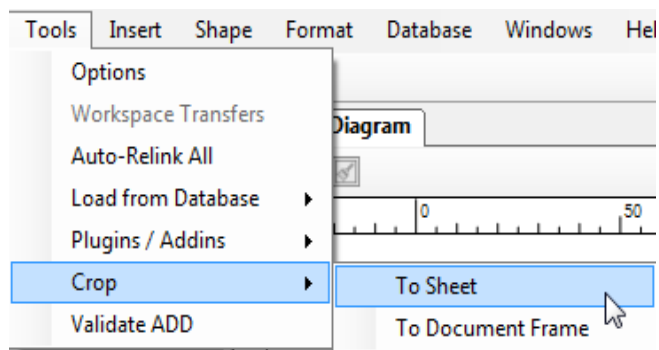 Tools Insert Shape Format Database Windows Hel
Options
Workspace Transfers
Diagram
Auto-Relink All
Load from Database
0 50
Plugins / Addins
Crop
To Sheet
Validate ADD
To Document Frame